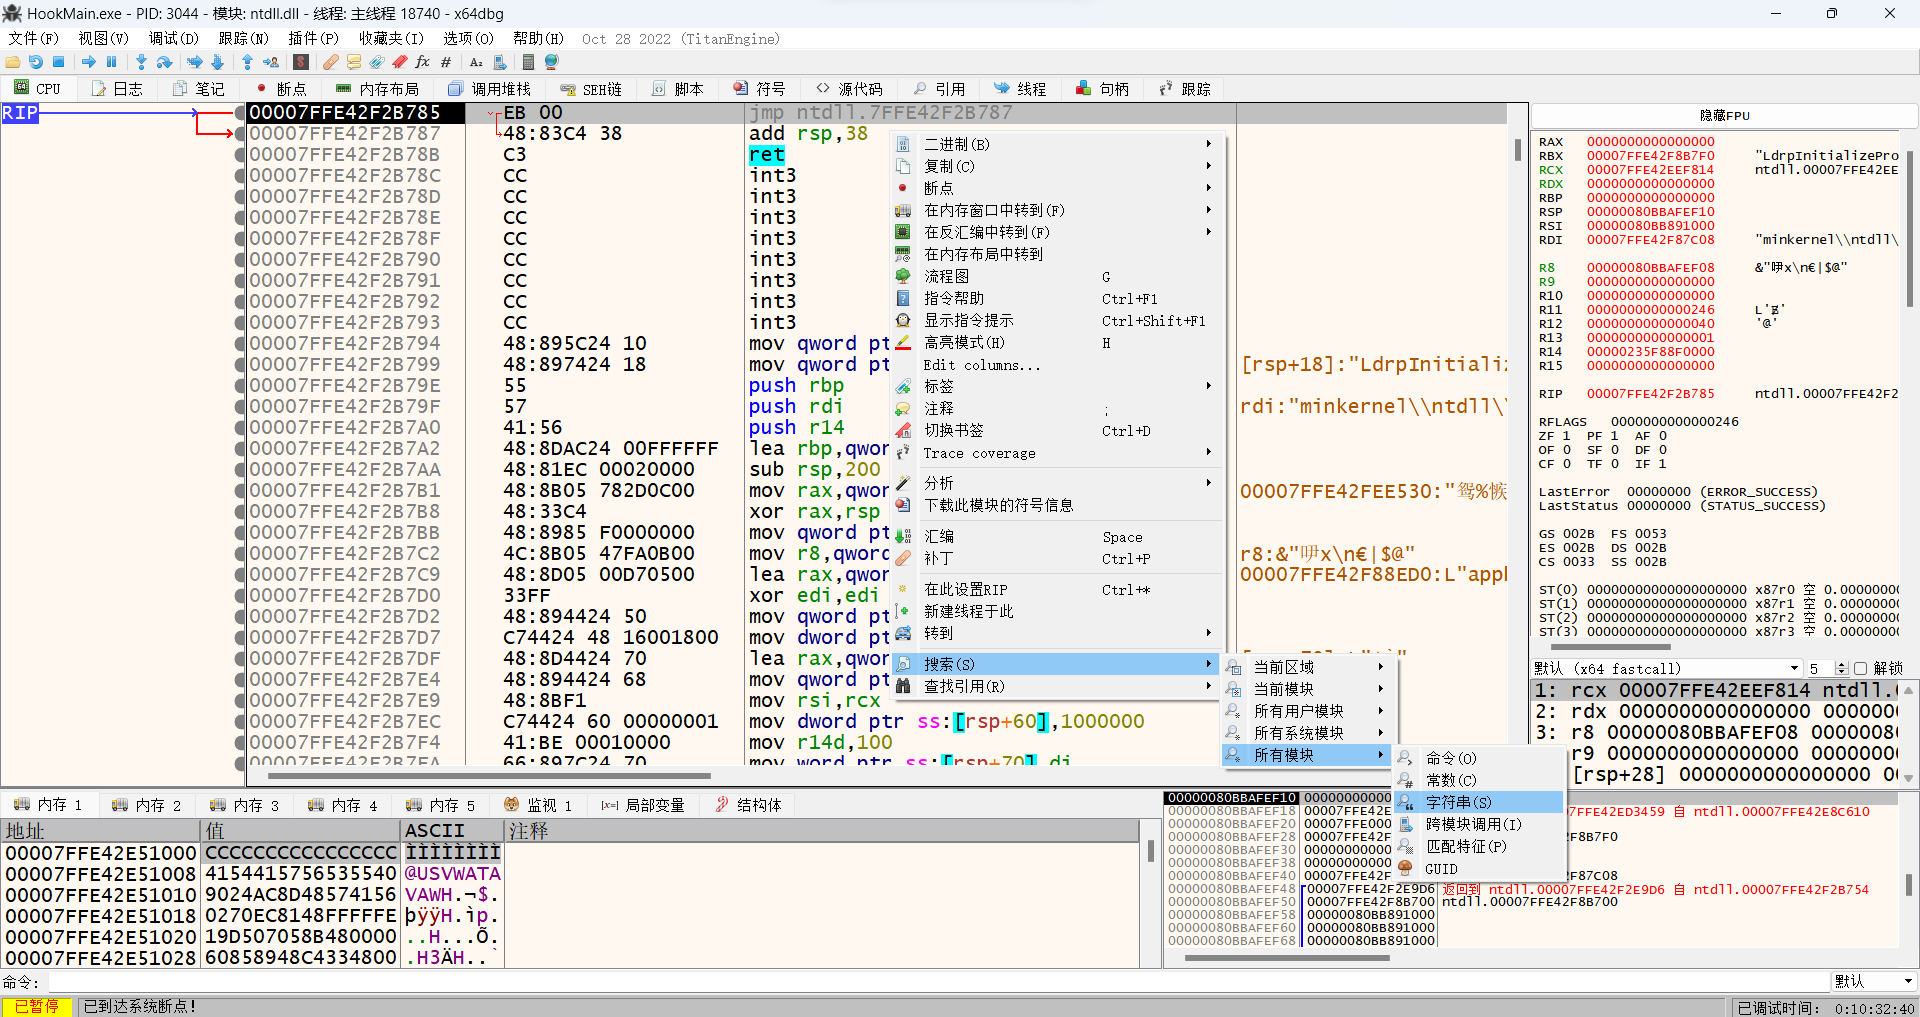 HookMain.exe - PID: 3044 - 模块: ntdll.dll - 线程: 主线程 18740 - x64dbg
文件(F) 视图(V) 调试(D) 跟踪(N) 插件(P) 收藏夹(I) 选项(O) 帮助(H) Oct 28 2022 (TitanEngine)
CPU 日志 笔记 断点 内存布局 调用堆栈 SEH链 脚本 符号 源代码 引用 线程 句柄 跟踪
RIP
00007FFE42F2B785 EB 00 jmp ntdll.7FFE42F2B787
00007FFE42F2B787 48:83C4 38 add rsp,38
00007FFE42F2B78B C3 ret
00007FFE42F2B78C CC int3
00007FFE42F2B78D CC int3
00007FFE42F2B78E CC int3
00007FFE42F2B78F CC int3
00007FFE42F2B790 CC int3
00007FFE42F2B791 CC int3
00007FFE42F2B792 CC int3
00007FFE42F2B793 CC int3
00007FFE42F2B794 48:895C24 10 mov qword pt
00007FFE42F2B799 48:897424 18 mov qword pt [rsp+18]:"LdrpInitializ
00007FFE42F2B79E 55 push rbp
00007FFE42F2B79F 57 push rdi rdi:"minkernel\\ntdll\
00007FFE42F2B7A0 41:56 push r14
00007FFE42F2B7A2 48:8DAC24 00FFFFFF lea rbp,qwor
00007FFE42F2B7AA 48:81EC 00020000 sub rsp,200
00007FFE42F2B7B1 48:8B05 782D0C00 mov rax,qwor 00007FFE42FEE530:"鸳%恢
00007FFE42F2B7B8 48:33C4 xor rax,rsp
00007FFE42F2B7BB 48:8985 F0000000 mov qword pt
00007FFE42F2B7C2 4C:8B05 47FA0B00 mov r8,qword r8:&"吚x\n€|$@"
00007FFE42F2B7C9 48:8D05 00D70500 lea rax,qwor 00007FFE42F88ED0:L"app
00007FFE42F2B7D0 33FF xor edi,edi
00007FFE42F2B7D2 48:894424 50 mov qword pt
00007FFE42F2B7D7 C74424 48 16001800 mov dword pt
00007FFE42F2B7DF 48:8D4424 70 lea rax,qwor
00007FFE42F2B7E4 48:894424 68 mov qword pt
00007FFE42F2B7E9 48:8BF1 mov rsi,rcx
00007FFE42F2B7EC C74424 60 00000001 mov dword ptr ss:[rsp+60],1000000
00007FFE42F2B7F4 41:BE 00010000 mov r14d,100
00007FFE42F2B7FA 66:897C24 70 mov word ptr ss:[rsp+70],di
二进制(B)
复制(C)
断点
在内存窗口中转到(F)
在反汇编中转到(F)
在内存布局中转到
流程图 G
指令帮助 Ctrl+F1
显示指令提示 Ctrl+Shift+F1
高亮模式(H) H
Edit columns...
标签
注释 ;
切换书签 Ctrl+D
Trace coverage
分析
下载此模块的符号信息
汇编 Space
补丁 Ctrl+P
在此设置RIP Ctrl+*
新建线程于此
转到
搜索(S)
查找引用(R)
当前区域
当前模块
所有用户模块
所有系统模块
所有模块
命令(O)
常数(C)
字符串(S)
跨模块调用(I)
匹配特征(P)
GUID
隐藏FPU
RAX 0000000000000000
RBX 00007FFE42F8B7F0 "LdrpInitializePro
RCX 00007FFE42EEF814 ntdll.00007FFE42EE
RDX 0000000000000000
RBP 0000000000000000
RSP 00000080BBAFEF10
RSI 00000080BB891000
RDI 00007FFE42F87C08 "minkernel\\ntdll\
R8 00000080BBAFEF08 &"吚x\n€|$@"
R9 0000000000000000
R10 0000000000000000
R11 0000000000000246 L'Ɇ'
R12 0000000000000040 '@'
R13 0000000000000001
R14 00000235F88F0000
R15 0000000000000000
RIP 00007FFE42F2B785 ntdll.00007FFE42F2
RFLAGS 0000000000000246
ZF 1 PF 1 AF 0
OF 0 SF 0 DF 0
CF 0 TF 0 IF 1
LastError 00000000 (ERROR_SUCCESS)
LastStatus 00000000 (STATUS_SUCCESS)
GS 002B FS 0053
ES 002B DS 002B
CS 0033 SS 002B
ST(0) 00000000000000000000 x87r0 空 0.0000000
ST(1) 00000000000000000000 x87r1 空 0.0000000
ST(2) 00000000000000000000 x87r2 空 0.0000000
ST(3) 00000000000000000000 x87r3 空 0.0000000
默认 (x64 fastcall) 5 解锁
1: rcx 00007FFE42EEF814 ntdll.
2: rdx 0000000000000000 000000
3: r8 00000080BBAFEF08 000000
r9 0000000000000000 000000
[rsp+28] 0000000000000000 0
内存 1 内存 2 内存 3 内存 4 内存 5 监视 1 [x=] 局部变量 结构体
地址 值 ASCII 注释
00007FFE42E51000 CCCCCCCCCCCCCCCC ÌÌÌÌÌÌÌÌ
00007FFE42E51008 4154415756535540 @USVWATA
00007FFE42E51010 9024AC8D48574156 VAWH.¬$.
00007FFE42E51018 0270EC8148FFFFFE þÿÿH.ìp.
00007FFE42E51020 19D507058B480000 ..H...Õ.
00007FFE42E51028 60858948C4334800 .H3ÄH..`
00000080BBAFEF10 00000000000
00000080BBAFEF18 00007FFE42E 7FFE42ED3459 自 ntdll.00007FFE42E8C610
00000080BBAFEF20 00007FFE000
00000080BBAFEF28 00007FFE42F F8B7F0
00000080BBAFEF30 00000000000
00000080BBAFEF38 00000000000
00000080BBAFEF40 00007FFE42F 87C08
00000080BBAFEF48 00007FFE42F2E9D6 返回到 ntdll.00007FFE42F2E9D6 自 ntdll.00007FFE42F2B754
00000080BBAFEF50 00007FFE42F8B700 ntdll.00007FFE42F8B700
00000080BBAFEF58 00000080BB891000
00000080BBAFEF60 00000080BB891000
00000080BBAFEF68 00000080BB891000
命令: 默认
已暂停 已到达系统断点! 已调试时间: 0:10:32:40